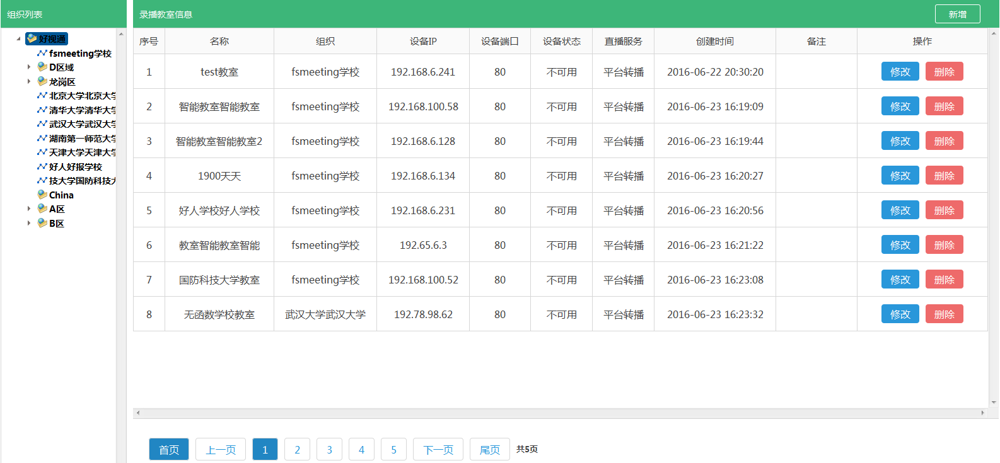 组织列表
好视通
fsmeeting学校
D区域
龙岗区
北京大学北京大学
清华大学清华大学
武汉大学武汉大学
湖南第一师范大学
天津大学天津大学
好人好报学校
技大学国防科技大
China
A区
B区
录播教室信息 新增
序号 名称 组织 设备IP 设备端口 设备状态 直播服务 创建时间 备注 操作
1 test教室 fsmeeting学校 192.168.6.241 80 不可用 平台转播 2016-06-22 20:30:20 修改 删除
2 智能教室智能教室 fsmeeting学校 192.168.100.58 80 不可用 平台转播 2016-06-23 16:19:09 修改 删除
3 智能教室智能教室2 fsmeeting学校 192.168.6.128 80 不可用 平台转播 2016-06-23 16:19:44 修改 删除
4 1900天天 fsmeeting学校 192.168.6.134 80 不可用 平台转播 2016-06-23 16:20:27 修改 删除
5 好人学校好人学校 fsmeeting学校 192.168.6.231 80 不可用 平台转播 2016-06-23 16:20:56 修改 删除
6 教室智能教室智能 fsmeeting学校 192.65.6.3 80 不可用 平台转播 2016-06-23 16:21:22 修改 删除
7 国防科技大学教室 fsmeeting学校 192.168.100.52 80 不可用 平台转播 2016-06-23 16:23:08 修改 删除
8 无函数学校教室 武汉大学武汉大学 192.78.98.62 80 不可用 平台转播 2016-06-23 16:23:32 修改 删除
首页 上一页 1 2 3 4 5 下一页 尾页 共5页